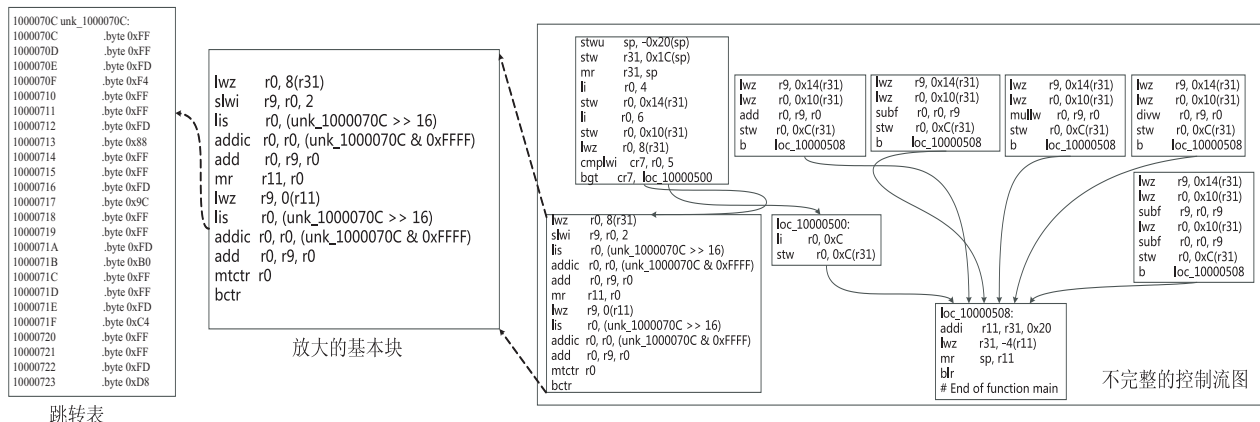 1000070C unk_1000070C:
1000070C .byte 0xFF
1000070D .byte 0xFF
1000070E .byte 0xFD
1000070F .byte 0xF4
10000710 .byte 0xFF
10000711 .byte 0xFF
10000712 .byte 0xFD
10000713 .byte 0x88
10000714 .byte 0xFF
10000715 .byte 0xFF
10000716 .byte 0xFD
10000717 .byte 0x9C
10000718 .byte 0xFF
10000719 .byte 0xFF
1000071A .byte 0xFD
1000071B .byte 0xB0
1000071C .byte 0xFF
1000071D .byte 0xFF
1000071E .byte 0xFD
1000071F .byte 0xC4
10000720 .byte 0xFF
10000721 .byte 0xFF
10000722 .byte 0xFD
10000723 .byte 0xD8
跳转表
lwz r0, 8(r31)
slwi r9, r0, 2
lis r0, (unk_1000070C >> 16)
addic r0, r0, (unk_1000070C & 0xFFFF)
add r0, r9, r0
mr r11, r0
lwz r9, 0(r11)
lis r0, (unk_1000070C >> 16)
addic r0, r0, (unk_1000070C & 0xFFFF)
add r0, r9, r0
mtctr r0
bctr
放大的基本块
stwu sp, -0x20(sp)
stw r31, 0x1C(sp)
mr r31, sp
li r0, 4
stw r0, 0x14(r31)
li r0, 6
stw r0, 0x10(r31)
lwz r0, 8(r31)
cmplwi cr7, r0, 5
bgt cr7, loc_10000500
lwz r0, 8(r31)
slwi r9, r0, 2
lis r0, (unk_1000070C >> 16)
addic r0, r0, (unk_1000070C & 0xFFFF)
add r0, r9, r0
mr r11, r0
lwz r9, 0(r11)
lis r0, (unk_1000070C >> 16)
addic r0, r0, (unk_1000070C & 0xFFFF)
add r0, r9, r0
mtctr r0
bctr
lwz r9, 0x14(r31)
lwz r0, 0x10(r31)
add r0, r9, r0
stw r0, 0xC(r31)
b loc_10000508
lwz r9, 0x14(r31)
lwz r0, 0x10(r31)
subf r0, r0, r9
stw r0, 0xC(r31)
b loc_10000508
lwz r9, 0x14(r31)
lwz r0, 0x10(r31)
mullw r0, r9, r0
stw r0, 0xC(r31)
b loc_10000508
lwz r9, 0x14(r31)
lwz r0, 0x10(r31)
divw r0, r9, r0
stw r0, 0xC(r31)
b loc_10000508
lwz r9, 0x14(r31)
lwz r0, 0x10(r31)
subf r9, r0, r9
lwz r0, 0x10(r31)
subf r0, r0, r9
stw r0, 0xC(r31)
b loc_10000508
loc_10000500:
li r0, 0xC
stw r0, 0xC(r31)
loc_10000508:
addi r11, r31, 0x20
lwz r31, -4(r11)
mr sp, r11
blr
# End of function main
不完整的控制流图